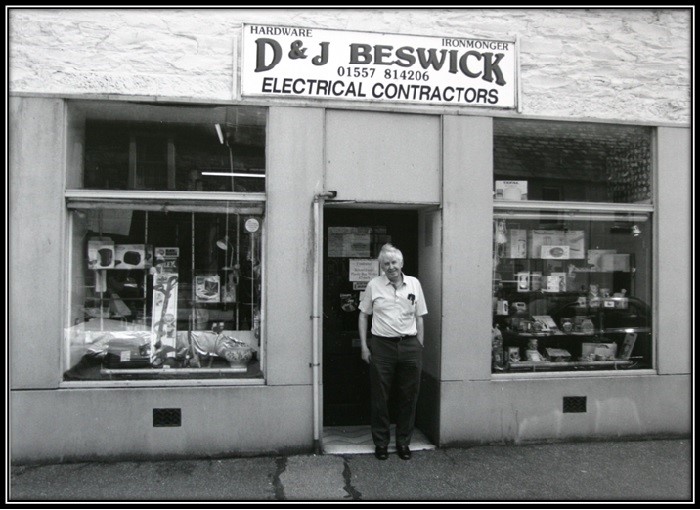 HARDWARE IRONMONGER
D & J BESWICK
01557 814206
ELECTRICAL CONTRACTORS